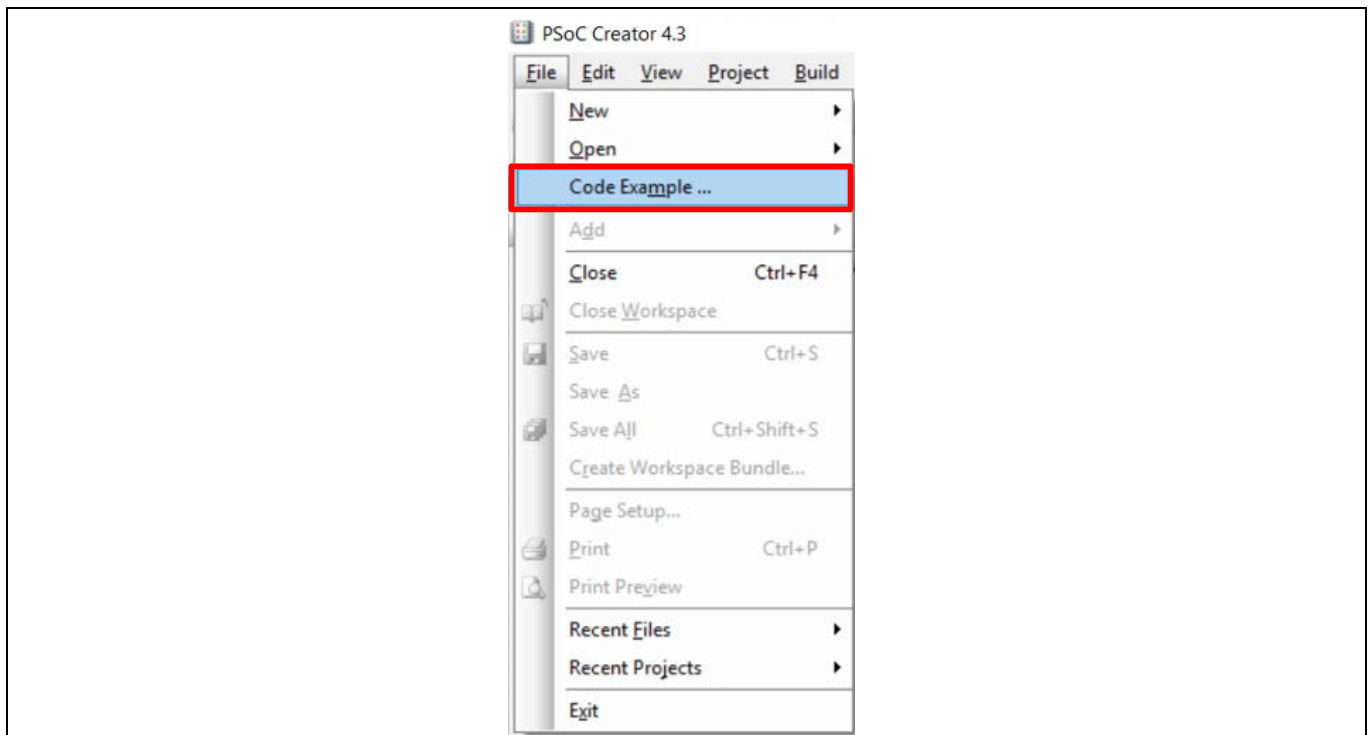 PSoC Creator 4.3
File Edit View Project Build
New
Open
Code Example ...
Add
Close Ctrl+F4
Close Workspace
Save Ctrl+S
Save As
Save All Ctrl+Shift+S
Create Workspace Bundle...
Page Setup...
Print Ctrl+P
Print Preview
Recent Files
Recent Projects
Exit